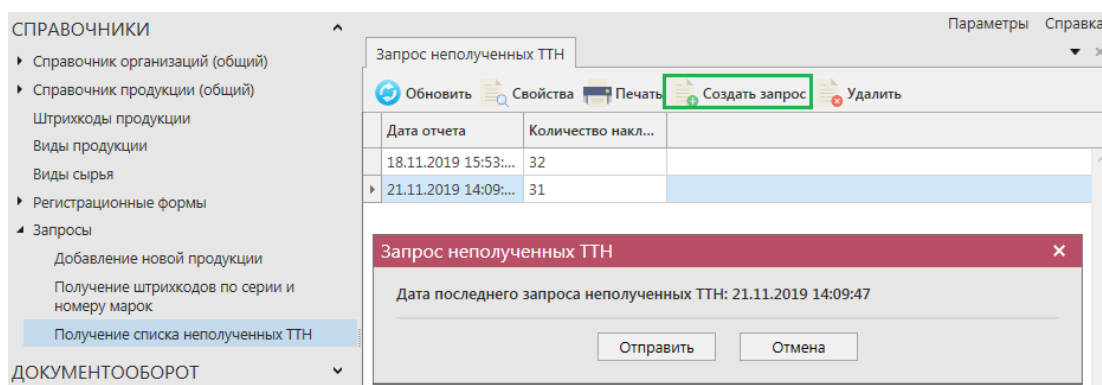 СПРАВОЧНИКИ
Справочник организаций (общий)
Справочник продукции (общий)
Штрихкоды продукции
Виды продукции
Виды сырья
Регистрационные формы
Запросы
Добавление новой продукции
Получение штрихкодов по серии и
номеру марок
Получение списка неполученных ТТН
ДОКУМЕНТООБОРОТ
Параметры Справка
Запрос неполученных ТТН
Обновить Свойства Печать Создать запрос Удалить
Дата отчета Количество накл...
18.11.2019 15:53:... 32
21.11.2019 14:09:... 31
Запрос неполученных ТТН
Дата последнего запроса неполученных ТТН: 21.11.2019 14:09:47
Отправить Отмена